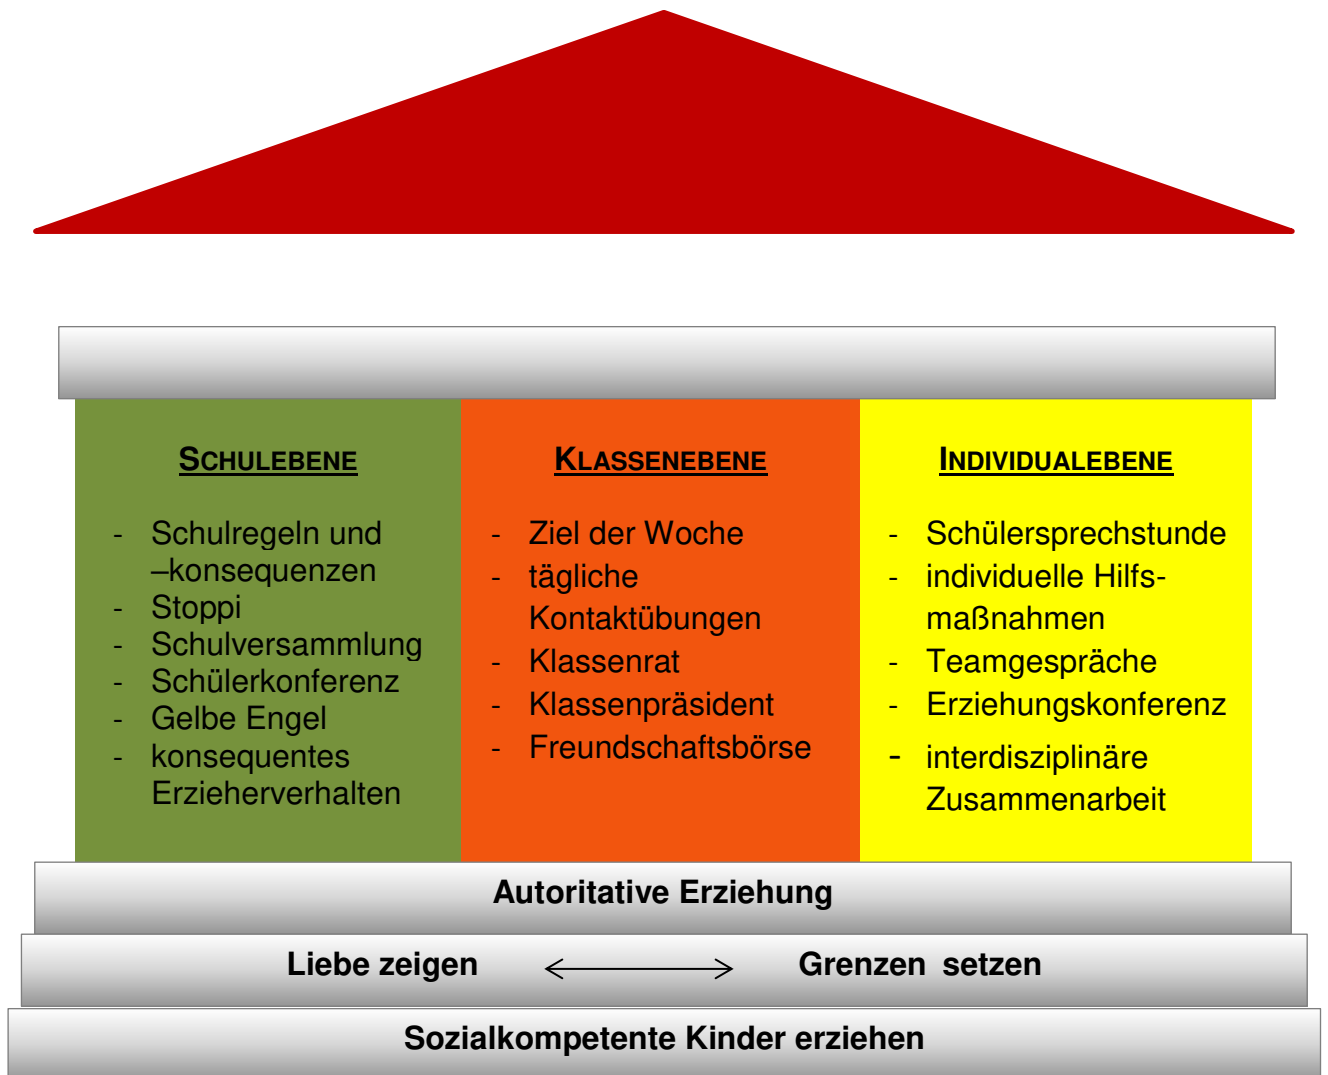 SCHULEBENE
- Schulregeln und
–konsequenzen
- Stoppi
- Schulversammlung
- Schülerkonferenz
- Gelbe Engel
- konsequentes
Erzieherverhalten
KLASSENEBENE
- Ziel der Woche
- tägliche
Kontaktübungen
- Klassenrat
- Klassenpräsident
- Freundschaftsbörse
INDIVIDUALEBENE
- Schülersprechstunde
- individuelle Hilfs-
maßnahmen
- Teamgespräche
- Erziehungskonferenz
- interdisziplinäre
Zusammenarbeit
Autoritative Erziehung
Liebe zeigen Grenzen setzen
Sozialkompetente Kinder erziehen